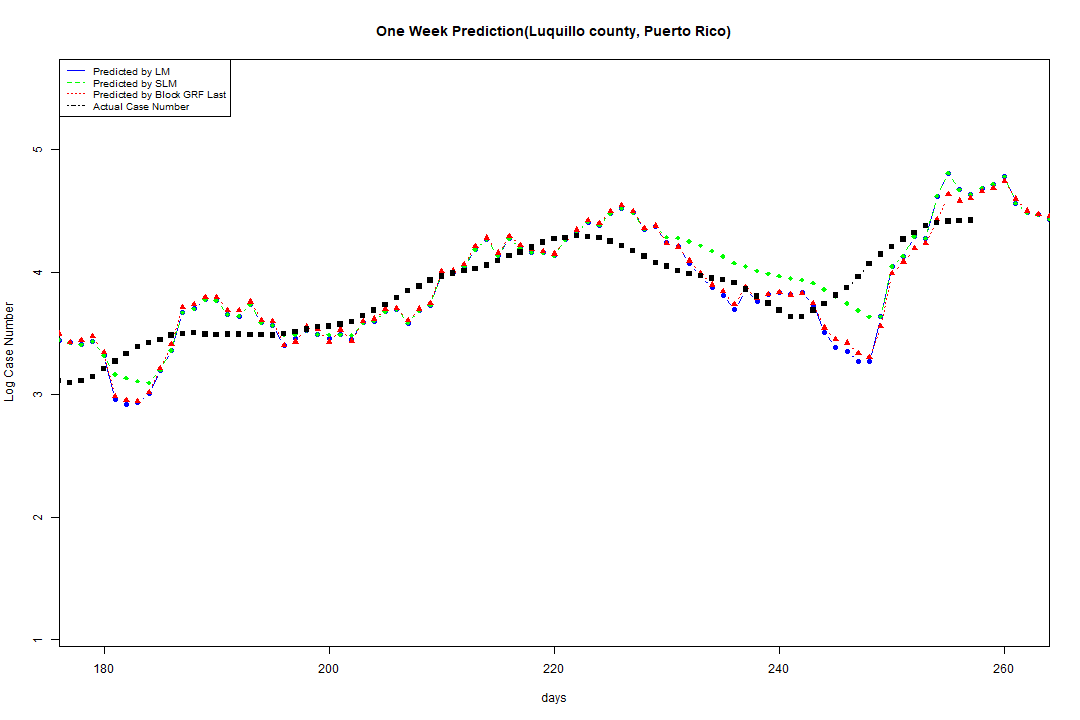 One Week Prediction(Luquillo county, Puerto Rico)
Predicted by LM
Predicted by SLM
Predicted by Block GRF Last
Actual Case Number
5
4
3
2
1
Log Case Number
180 200 220 240 260
days